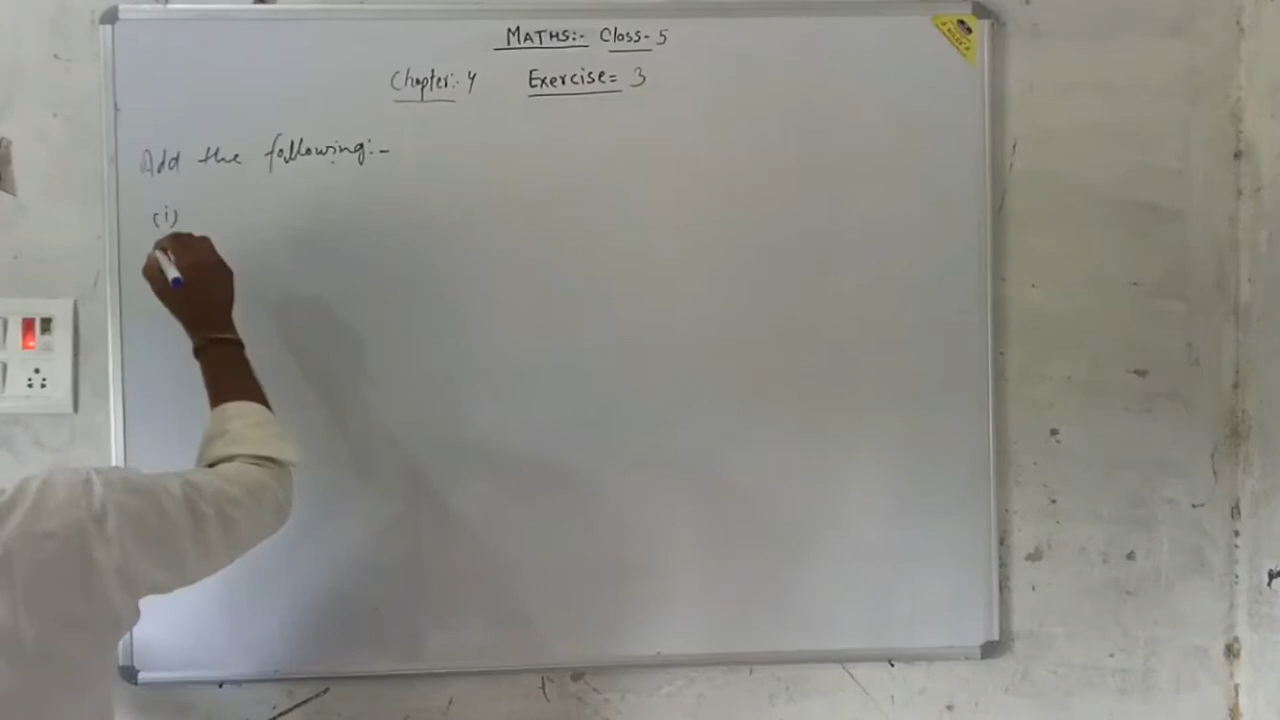 MATHS:- Class- 5
Chapter:- 4 Exercise= 3
Add the following:-
(i)